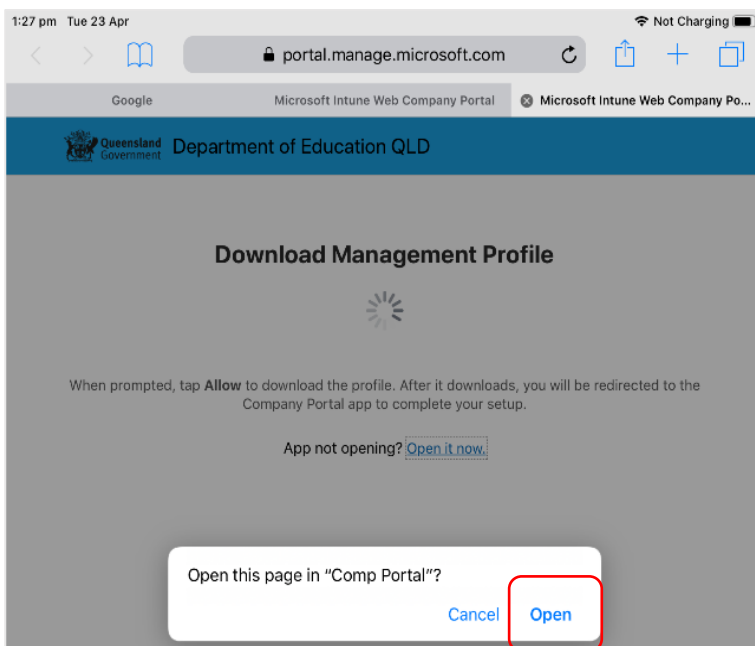 1:27 pm Tue 23 Apr Not Charging
portal.manage.microsoft.com
Google Microsoft Intune Web Company Portal Microsoft Intune Web Company Po...
Queensland
Government
Department of Education QLD
Download Management Profile
When prompted, tap Allow to download the profile. After it downloads, you will be redirected to the
Company Portal app to complete your setup.
App not opening? Open it now.
Open this page in “Comp Portal”?
Cancel Open